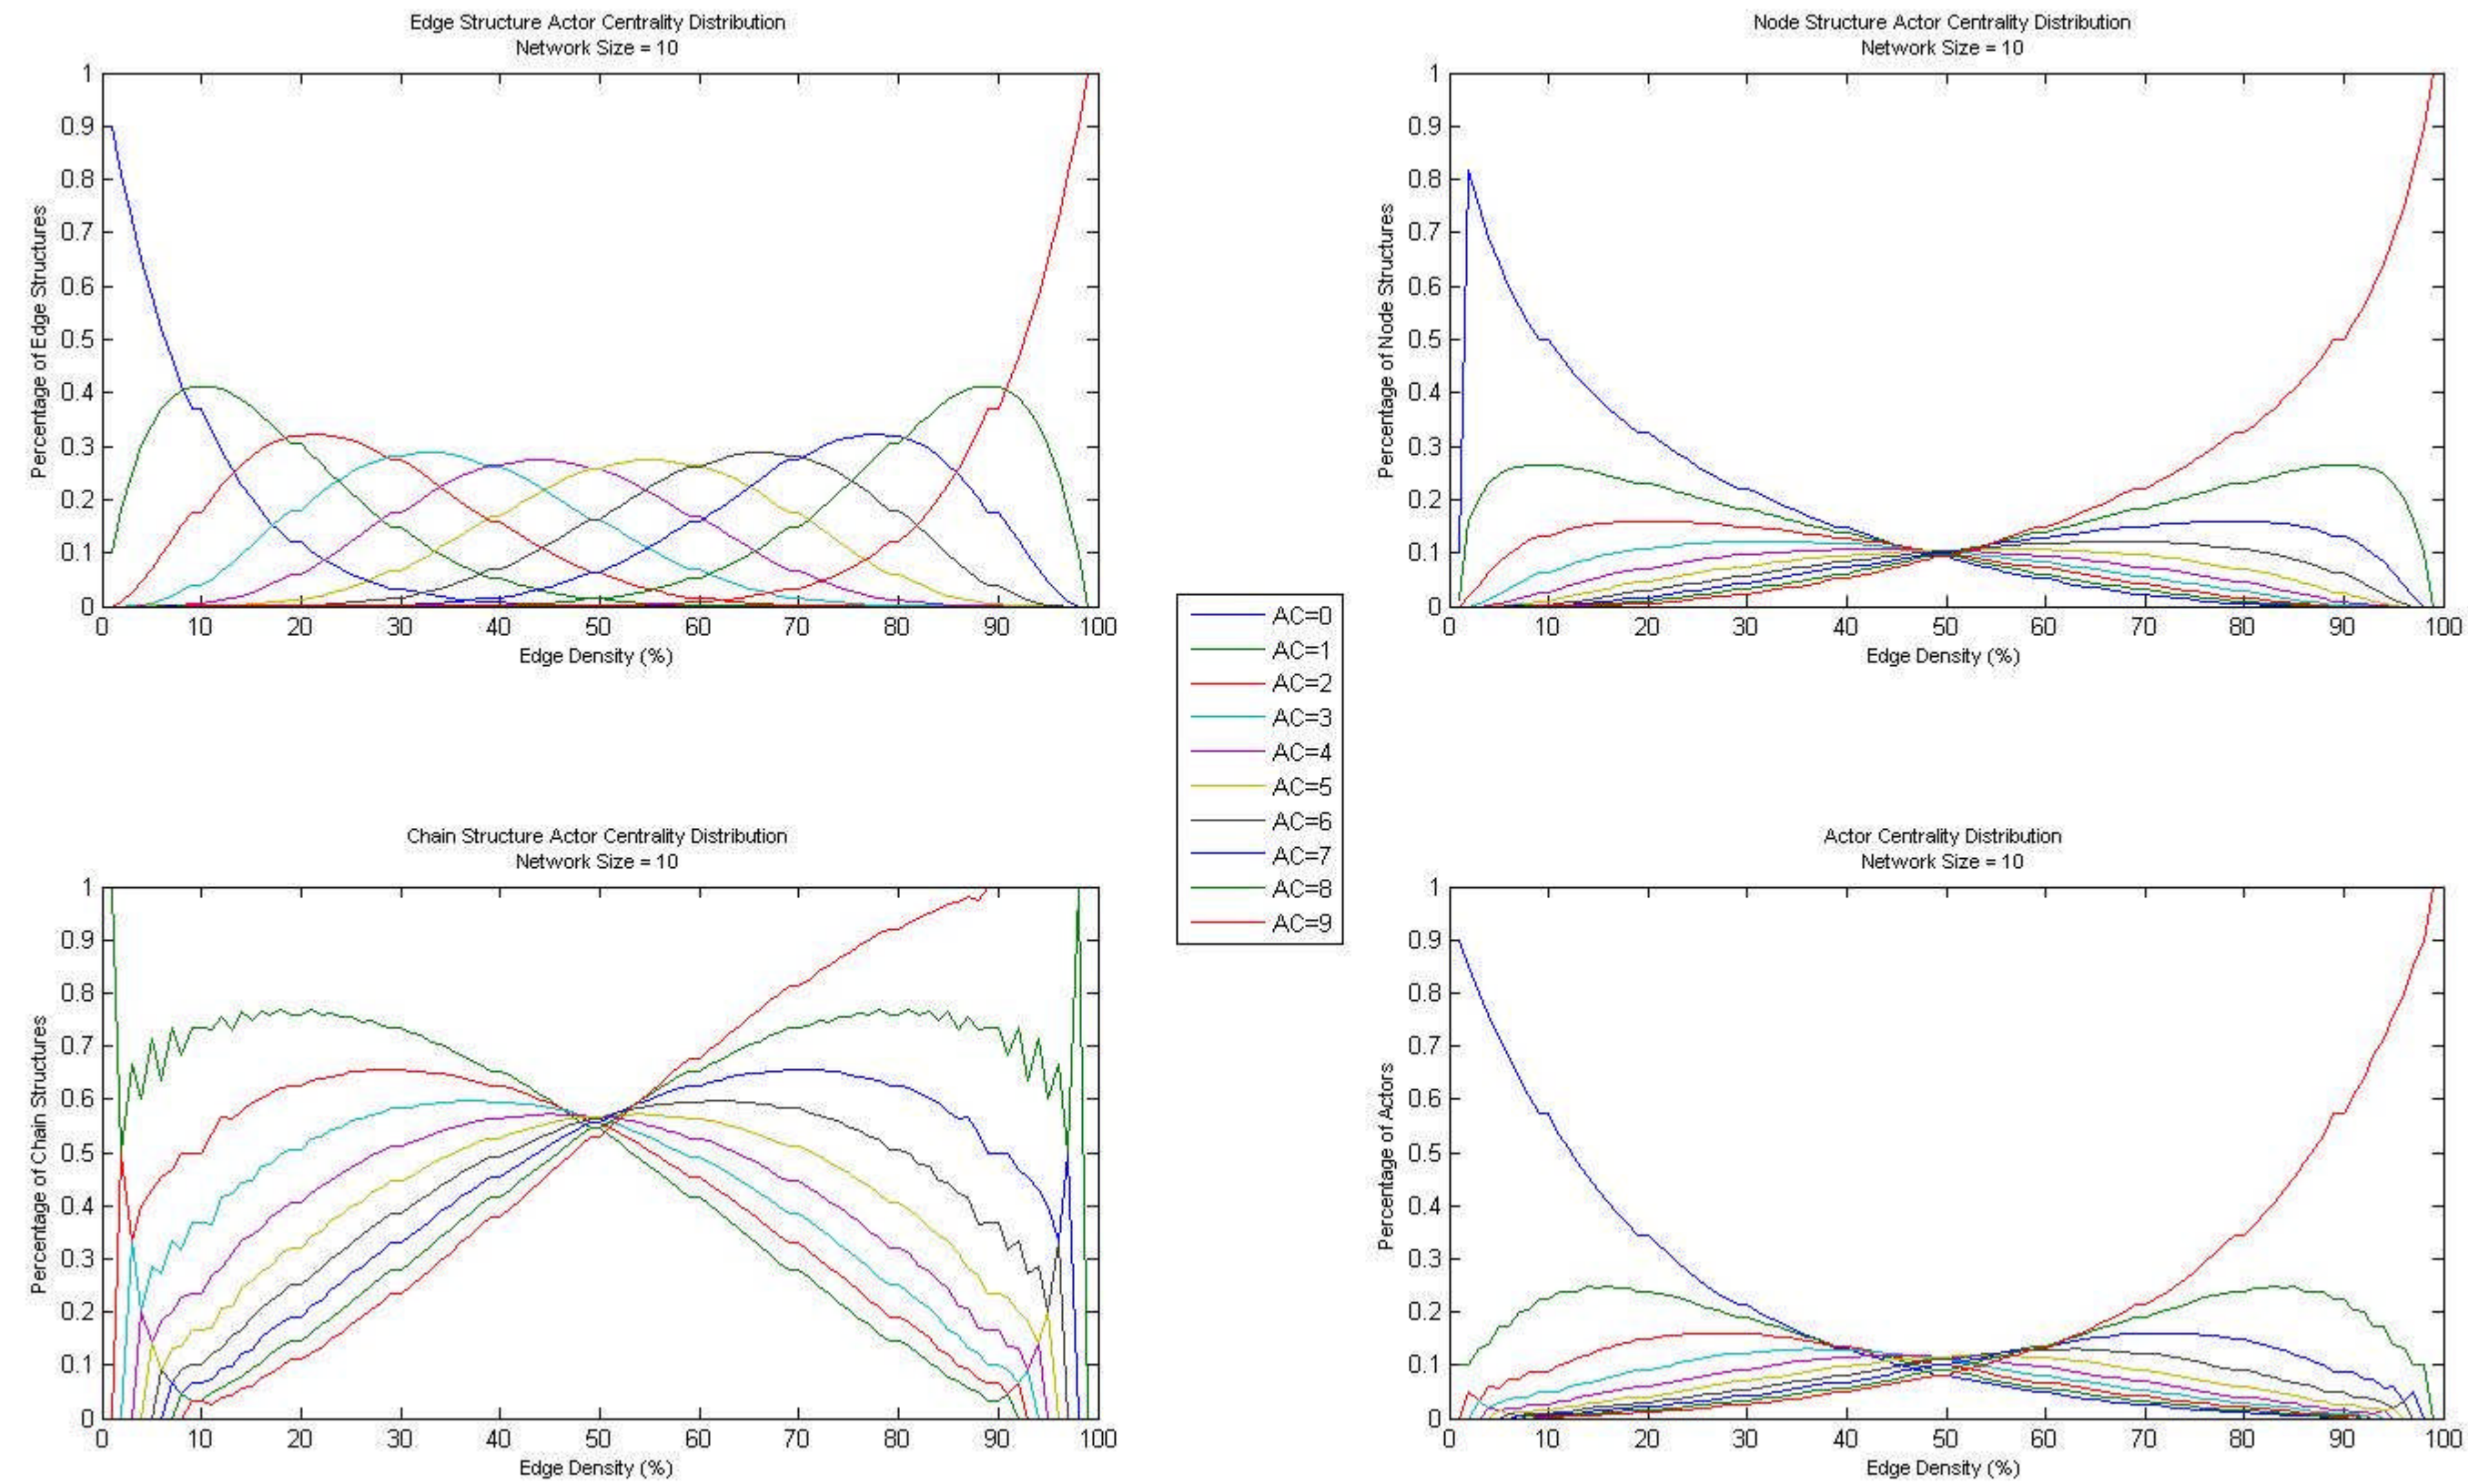 Edge Structure Actor Centrality Distribution
Network Size = 10
Percentage of Edge Structures
1
0.9
0.8
0.7
0.6
0.5
0.4
0.3
0.2
0.1
0
0 10 20 30 40 50 60 70 80 90 100
Edge Density (%)
Node Structure Actor Centrality Distribution
Network Size = 10
Percentage of Node Structures
1
0.9
0.8
0.7
0.6
0.5
0.4
0.3
0.2
0.1
0
0 10 20 30 40 50 60 70 80 90 100
Edge Density (%)
AC=0
AC=1
AC=2
AC=3
AC=4
AC=5
AC=6
AC=7
AC=8
AC=9
Chain Structure Actor Centrality Distribution
Network Size = 10
Percentage of Chain Structures
1
0.9
0.8
0.7
0.6
0.5
0.4
0.3
0.2
0.1
0
0 10 20 30 40 50 60 70 80 90 100
Edge Density (%)
Actor Centrality Distribution
Network Size = 10
Percentage of Actors
1
0.9
0.8
0.7
0.6
0.5
0.4
0.3
0.2
0.1
0
0 10 20 30 40 50 60 70 80 90 100
Edge Density (%)